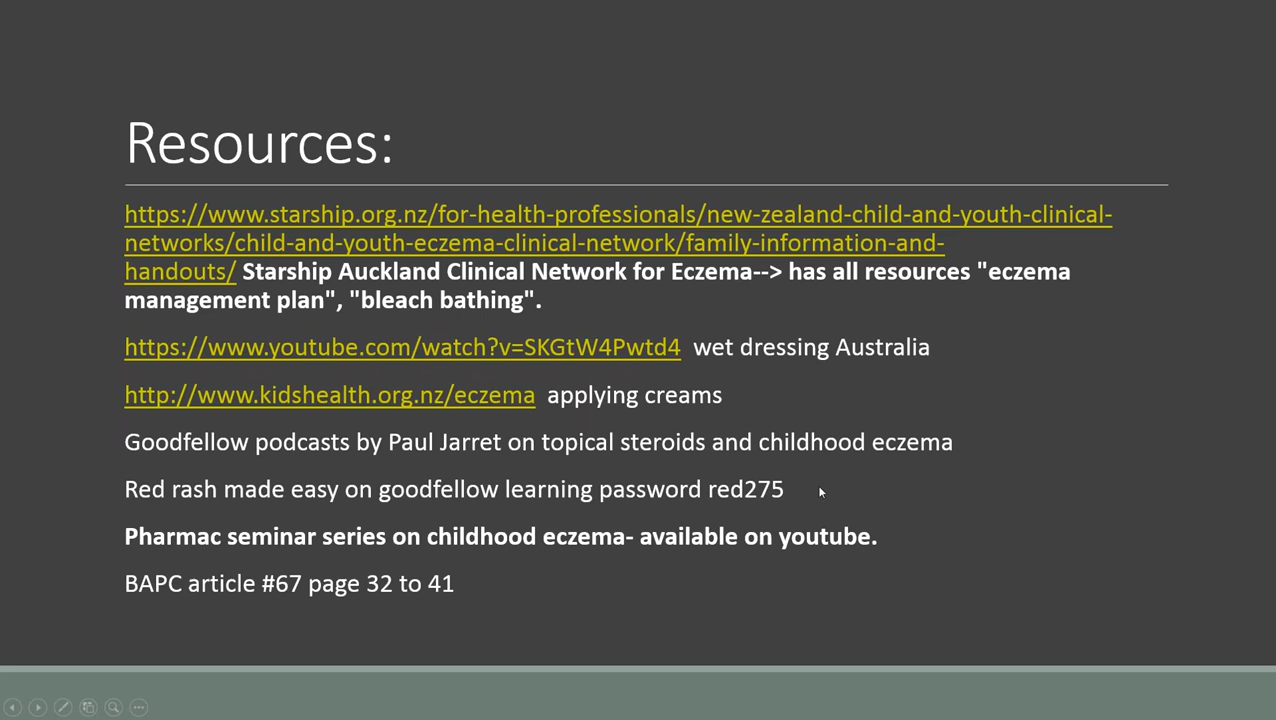 Resources:
https://www.starship.org.nz/for-health-professionals/new-zealand-child-and-youth-clinical-
networks/child-and-youth-eczema-clinical-network/family-information-and-
handouts/ Starship Auckland Clinical Network for Eczema--> has all resources "eczema
management plan", "bleach bathing".
https://www.youtube.com/watch?v=SKGtW4Pwtd4 wet dressing Australia
http://www.kidshealth.org.nz/eczema applying creams
Goodfellow podcasts by Paul Jarret on topical steroids and childhood eczema
Red rash made easy on goodfellow learning password red275
Pharmac seminar series on childhood eczema- available on youtube.
BAPC article #67 page 32 to 41